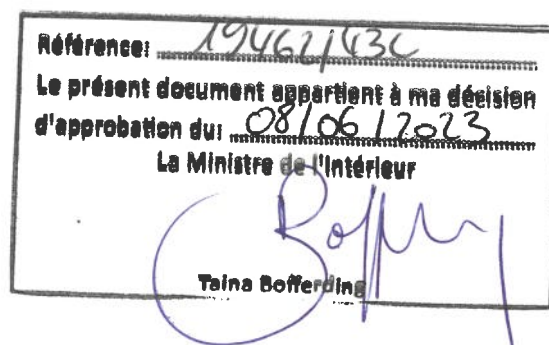 Référence: 19462/43C
Le présent document appartient à ma décision
d'approbation du: 08/06/2023
La Ministre de l'Intérieur
Taina Bofferding